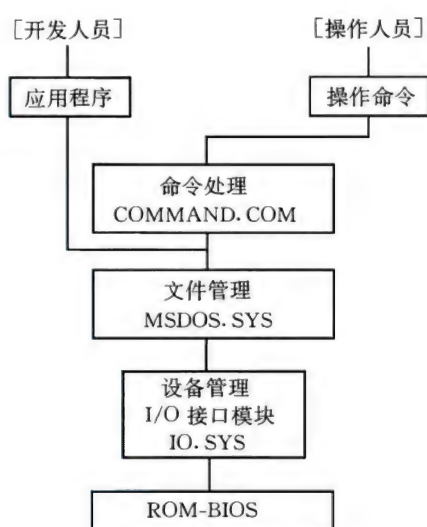 [开发人员]
[操作人员]
应用程序
操作命令
命令处理
COMMAND.COM
文件管理
MSDOS.SYS
设备管理
I/O 接口模块
IO.SYS
ROM-BIOS